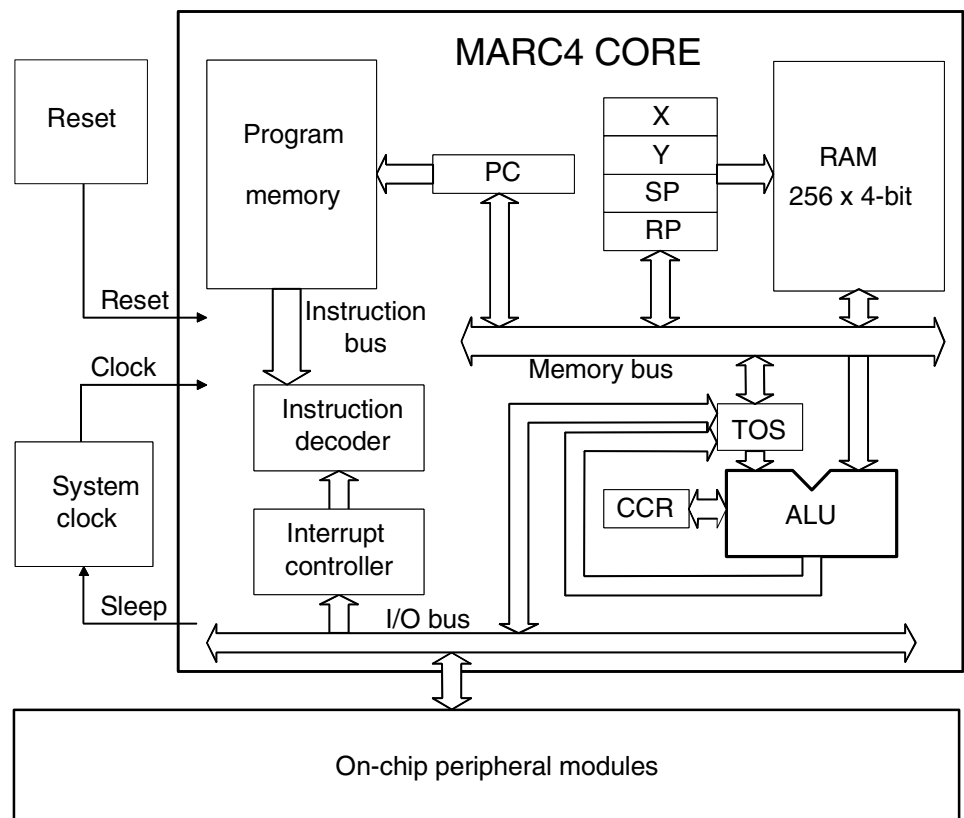 MARC4 CORE
Reset
Program
memory
PC
X
Y
SP
RP
RAM
256 x 4-bit
Reset
Instruction
bus
Clock
Memory bus
Instruction
decoder
TOS
System
clock
CCR
ALU
Interrupt
controller
Sleep
I/O bus
On-chip peripheral modules